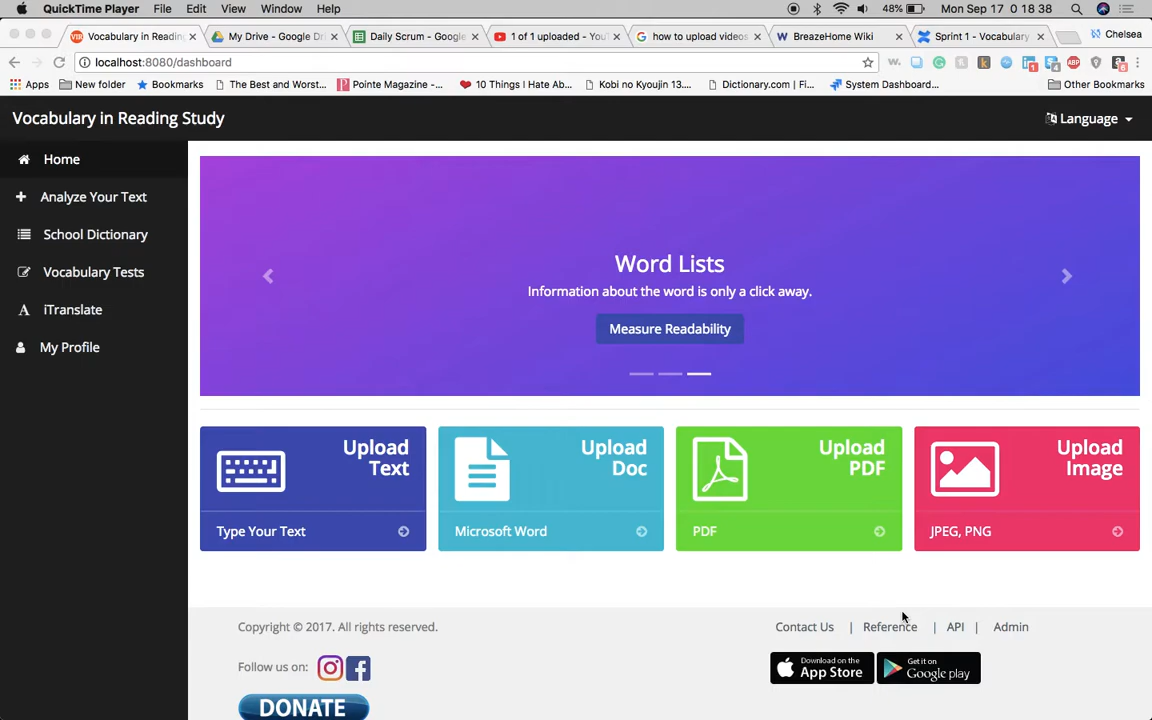 QuickTime Player File Edit View Window Help 48% Mon Sep 17 0 18 38
Vocabulary in Reading My Drive - Google Dri Daily Scrum - Google 1 of 1 uploaded - You how to upload videos BreazeHome Wiki Sprint 1 - Vocabulary Chelsea
localhost:8080/dashboard
Apps New folder Bookmarks The Best and Worst... Pointe Magazine -... 10 Things I Hate Ab... Kobi no Kyoujin 13.... Dictionary.com | Fi... System Dashboard... Other Bookmarks
Vocabulary in Reading Study Language
Home
Analyze Your Text
School Dictionary
Vocabulary Tests
iTranslate
My Profile
Word Lists
Information about the word is only a click away.
Measure Readability
Upload Text
Type Your Text
Upload Doc
Microsoft Word
Upload PDF
PDF
Upload Image
JPEG, PNG
Copyright © 2017. All rights reserved. Contact Us | Reference | API | Admin
Follow us on: Download on the App Store Get it on Google play
DONATE